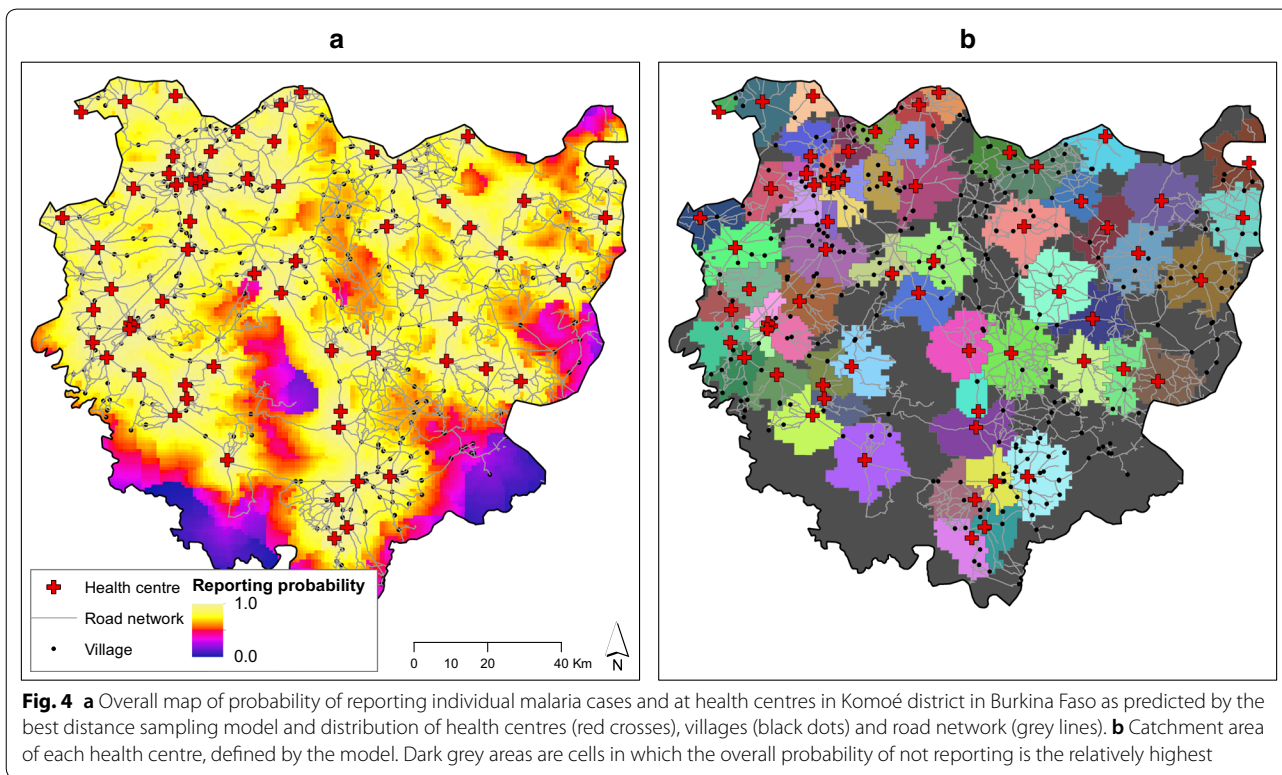 a
b
Health centre
Road network
Village
Reporting probability
1.0
0.0
0 10 20 40 Km
N
Fig. 4 a Overall map of probability of reporting individual malaria cases and at health centres in Komoé district in Burkina Faso as predicted by the
best distance sampling model and distribution of health centres (red crosses), villages (black dots) and road network (grey lines). b Catchment area
of each health centre, defined by the model. Dark grey areas are cells in which the overall probability of not reporting is the relatively highest